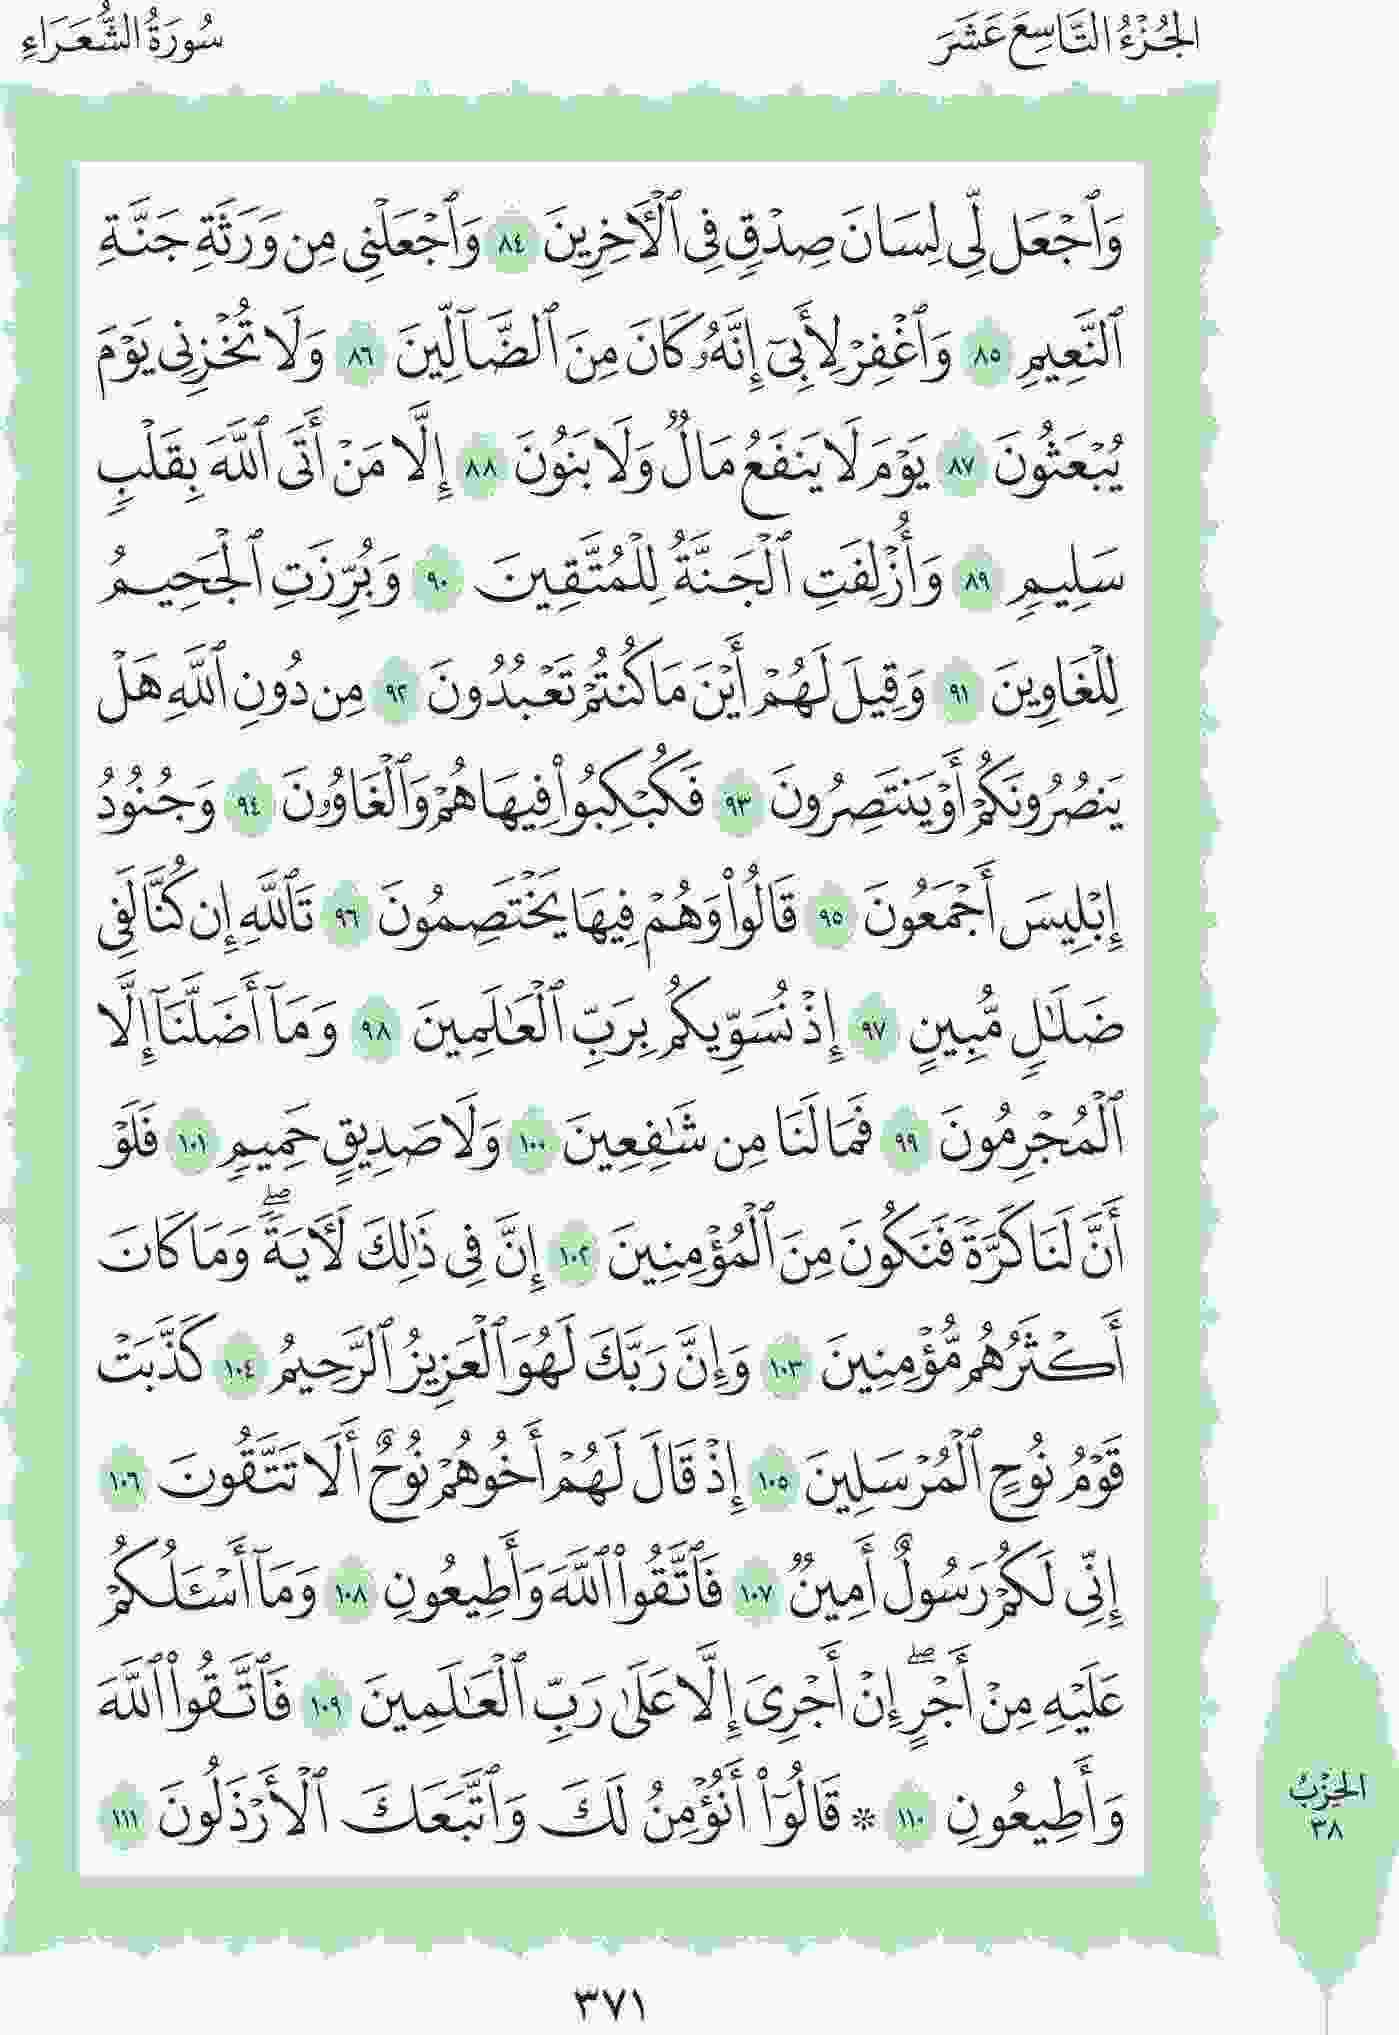 الجُزْءُ التَّاسِعَ عَشَرَ
سُورَةُ الشُّعَرَاءِ
وَٱجْعَل لِّى لِسَانَ صِدْقٍ فِى ٱلْأٓخِرِينَ ٨٤ وَٱجْعَلْنِى مِن وَرَثَةِ جَنَّةِ
ٱلنَّعِيمِ ٨٥ وَٱغْفِرْ لِأَبِىٓ إِنَّهُۥ كَانَ مِنَ ٱلضَّآلِّينَ ٨٦ وَلَا تُخْزِنِى يَوْمَ
يُبْعَثُونَ ٨٧ يَوْمَ لَا يَنفَعُ مَالٌ وَلَا بَنُونَ ٨٨ إِلَّا مَنْ أَتَى ٱللَّهَ بِقَلْبٍ
سَلِيمٍ ٨٩ وَأُزْلِفَتِ ٱلْجَنَّةُ لِلْمُتَّقِينَ ٩٠ وَبُرِّزَتِ ٱلْجَحِيمُ
لِلْغَاوِينَ ٩١ وَقِيلَ لَهُمْ أَيْنَ مَا كُنتُمْ تَعْبُدُونَ ٩٢ مِن دُونِ ٱللَّهِ هَلْ
يَنصُرُونَكُمْ أَوْ يَنتَصِرُونَ ٩٣ فَكُبْكِبُوا۟ فِيهَا هُمْ وَٱلْغَاوُۥنَ ٩٤ وَجُنُودُ
إِبْلِيسَ أَجْمَعُونَ ٩٥ قَالُوا۟ وَهُمْ فِيهَا يَخْتَصِمُونَ ٩٦ تَٱللَّهِ إِن كُنَّا لَفِى
ضَلَٰلٍ مُّبِينٍ ٩٧ إِذْ نُسَوِّيكُم بِرَبِّ ٱلْعَٰلَمِينَ ٩٨ وَمَآ أَضَلَّنَآ إِلَّا
ٱلْمُجْرِمُونَ ٩٩ فَمَا لَنَا مِن شَٰفِعِينَ ١٠٠ وَلَا صَدِيقٍ حَمِيمٍ ١٠١ فَلَوْ
أَنَّ لَنَا كَرَّةً فَنَكُونَ مِنَ ٱلْمُؤْمِنِينَ ١٠٢ إِنَّ فِى ذَٰلِكَ لَأٓيَةً ۖ وَمَا كَانَ
أَكْثَرُهُم مُّؤْمِنِينَ ١٠٣ وَإِنَّ رَبَّكَ لَهُوَ ٱلْعَزِيزُ ٱلرَّحِيمُ ١٠٤ كَذَّبَتْ
قَوْمُ نُوحٍ ٱلْمُرْسَلِينَ ١٠٥ إِذْ قَالَ لَهُمْ أَخُوهُمْ نُوحٌ أَلَا تَتَّقُونَ ١٠٦
إِنِّى لَكُمْ رَسُولٌ أَمِينٌ ١٠٧ فَٱتَّقُوا۟ ٱللَّهَ وَأَطِيعُونِ ١٠٨ وَمَآ أَسْـَٔلُكُمْ
عَلَيْهِ مِنْ أَجْرٍ ۖ إِنْ أَجْرِىَ إِلَّا عَلَىٰ رَبِّ ٱلْعَٰلَمِينَ ١٠٩ فَٱتَّقُوا۟ ٱللَّهَ
وَأَطِيعُونِ ١١٠ ۞ قَالُوٓا۟ أَنُؤْمِنُ لَكَ وَٱتَّبَعَكَ ٱلْأَرْذَلُونَ ١١١
الحِزْبُ
٣٨
٣٧١